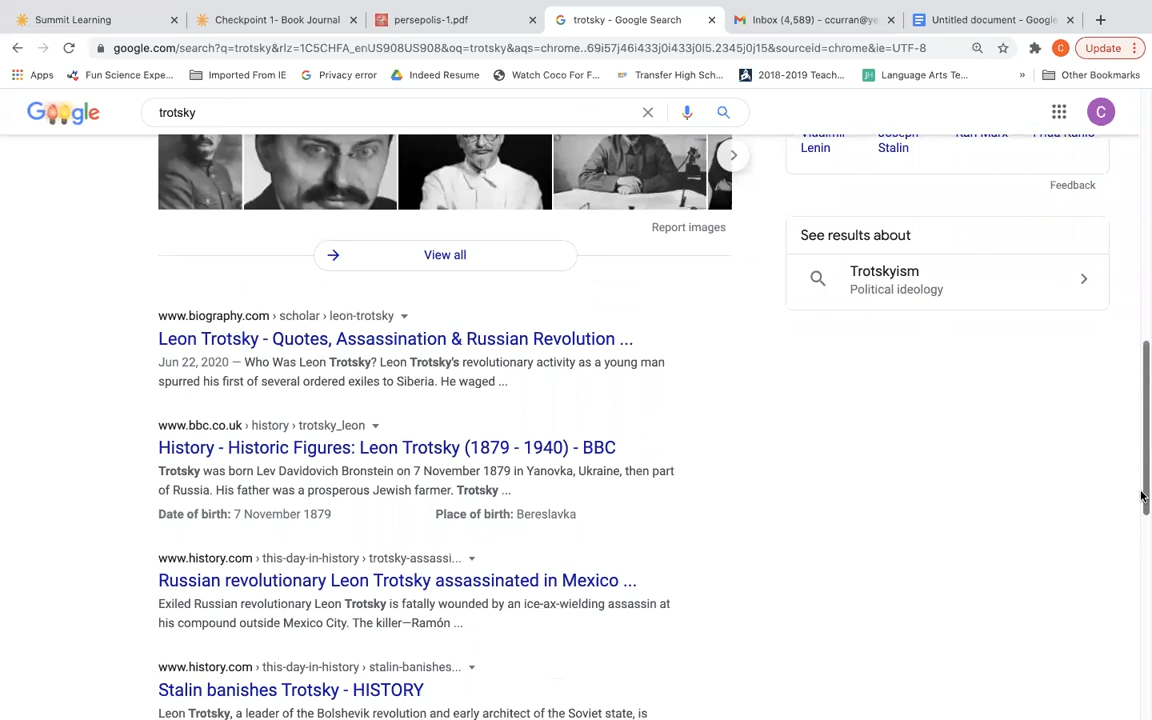 Summit Learning
Checkpoint 1- Book Journal
persepolis-1.pdf
trotsky - Google Search
Inbox (4,589) - ccurran@ye
Untitled document - Google
google.com/search?q=trotsky&rlz=1C5CHFA_enUS908US908&oq=trotsky&aqs=chrome..69i57j46i433j0i433j0l5.2345j0j15&sourceid=chrome&ie=UTF-8
C
Update
Apps
Fun Science Expe...
Imported From IE
Privacy error
Indeed Resume
Watch Coco For F...
Transfer High Sch...
2018-2019 Teach...
Language Arts Te...
»
Other Bookmarks
Google
trotsky
C
Vladimir Lenin
Joseph Stalin
Karl Marx
Frida Kahlo
Feedback
Report images
View all
See results about
Trotskyism
Political ideology
www.biography.com › scholar › leon-trotsky
Leon Trotsky - Quotes, Assassination & Russian Revolution ...
Jun 22, 2020 — Who Was Leon Trotsky? Leon Trotsky's revolutionary activity as a young man
spurred his first of several ordered exiles to Siberia. He waged ...
www.bbc.co.uk › history › trotsky_leon
History - Historic Figures: Leon Trotsky (1879 - 1940) - BBC
Trotsky was born Lev Davidovich Bronstein on 7 November 1879 in Yanovka, Ukraine, then part
of Russia. His father was a prosperous Jewish farmer. Trotsky ...
Date of birth: 7 November 1879
Place of birth: Bereslavka
www.history.com › this-day-in-history › trotsky-assassi...
Russian revolutionary Leon Trotsky assassinated in Mexico ...
Exiled Russian revolutionary Leon Trotsky is fatally wounded by an ice-ax-wielding assassin at
his compound outside Mexico City. The killer—Ramón ...
www.history.com › this-day-in-history › stalin-banishes...
Stalin banishes Trotsky - HISTORY
Leon Trotsky, a leader of the Bolshevik revolution and early architect of the Soviet state, is